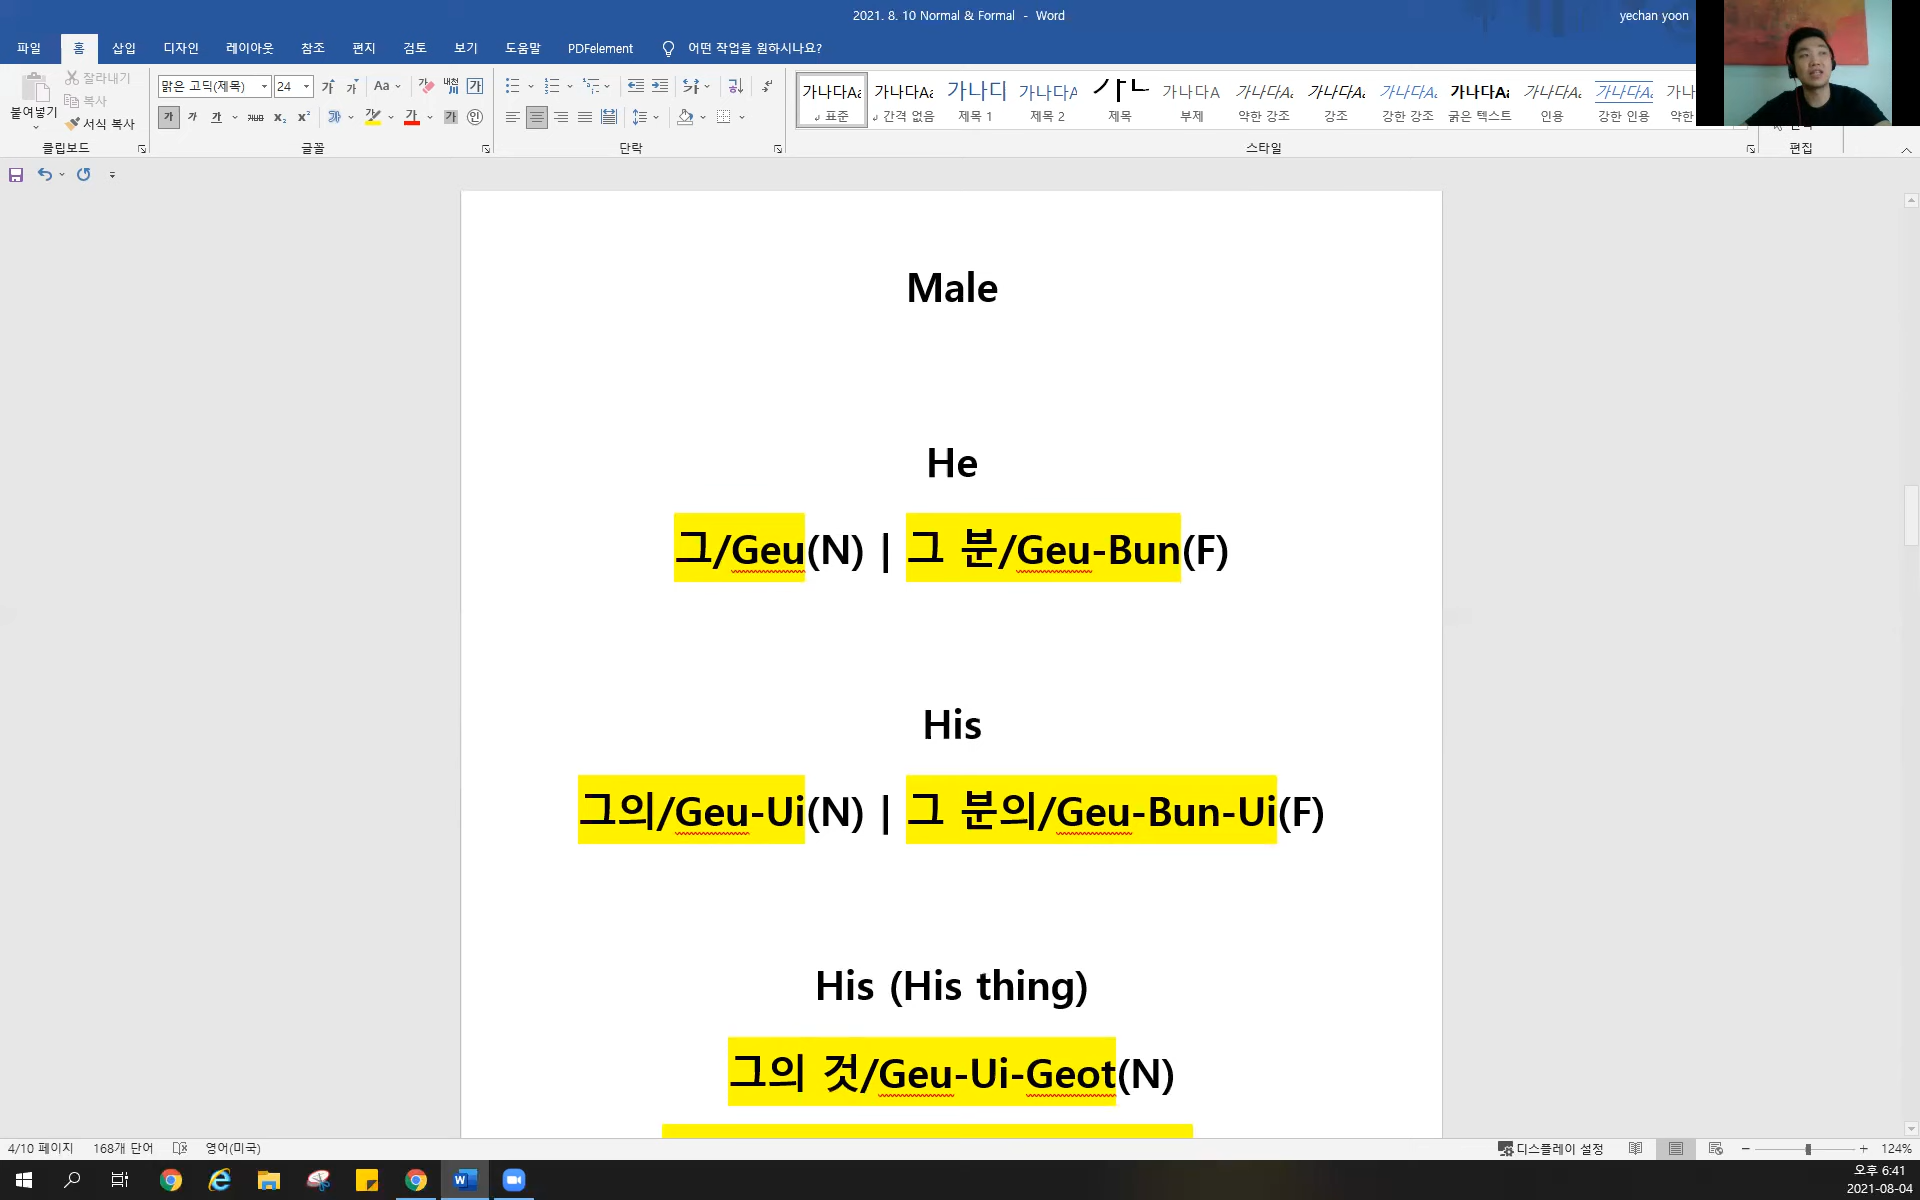 2021. 8. 10 Normal & Formal - Word
yechan yoon
파일 홈 삽입 디자인 레이아웃 참조 편지 검토 보기 도움말 PDFelement 어떤 작업을 원하시나요?
붙여넣기
잘라내기
복사
서식 복사
맑은 고딕(제목) 24
가나다Aa 표준
가나다Aa 간격 없음
가나다 제목 1
가나다A 제목 2
제목
가나다A 부제
가나다Aa 약한 강조
가나다Aa 강조
가나다Aa 강한 강조
가나다Aa 굵은 텍스트
가나다Aa 인용
가나다Aa 강한 인용
클립보드 글꼴 단락 스타일 편집
Male
He
그/Geu(N) | 그 분/Geu-Bun(F)
His
그의/Geu-Ui(N) | 그 분의/Geu-Bun-Ui(F)
His (His thing)
그의 것/Geu-Ui-Geot(N)
4/10 페이지 168개 단어 영어(미국) 디스플레이 설정 124%
오후 6:41
2021-08-04